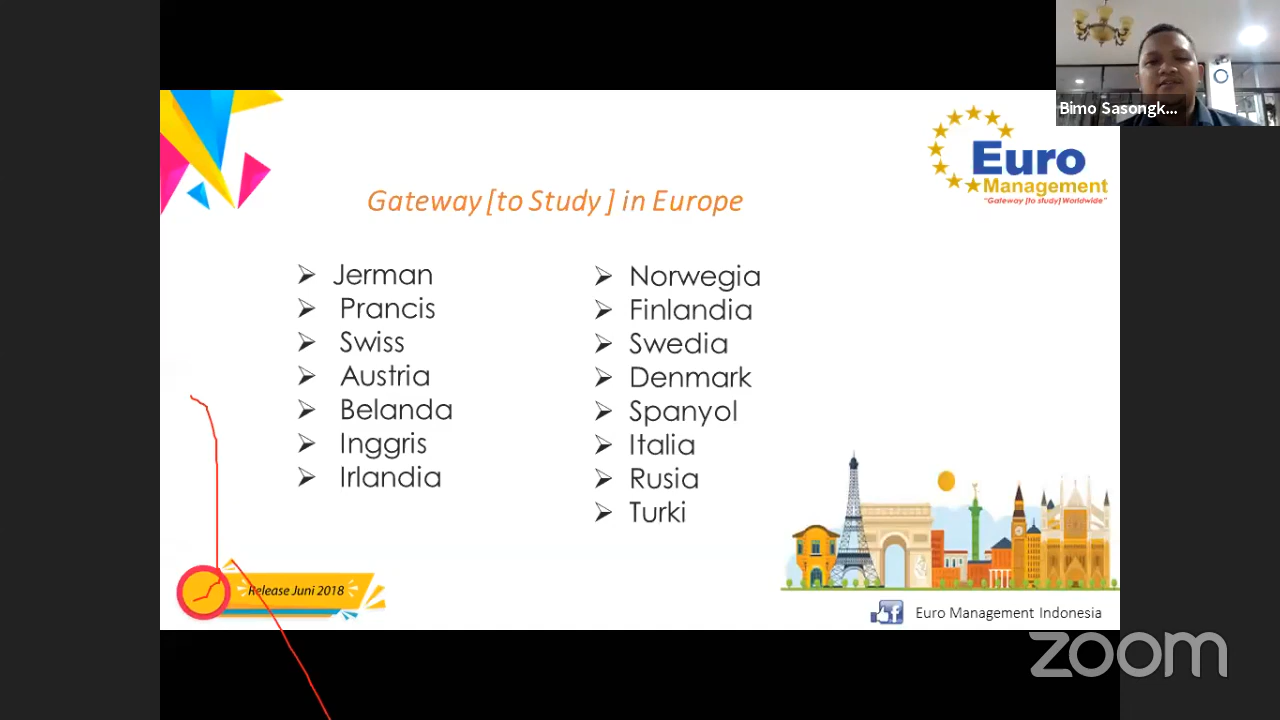 Bimo Sasongk...
Euro
Management
"Gateway [to study] Worldwide"
Gateway [to Study ] in Europe
Jerman
Prancis
Swiss
Austria
Belanda
Inggris
Irlandia
Norwegia
Finlandia
Swedia
Denmark
Spanyol
Italia
Rusia
Turki
Release Juni 2018
f
Euro Management Indonesia
zoom